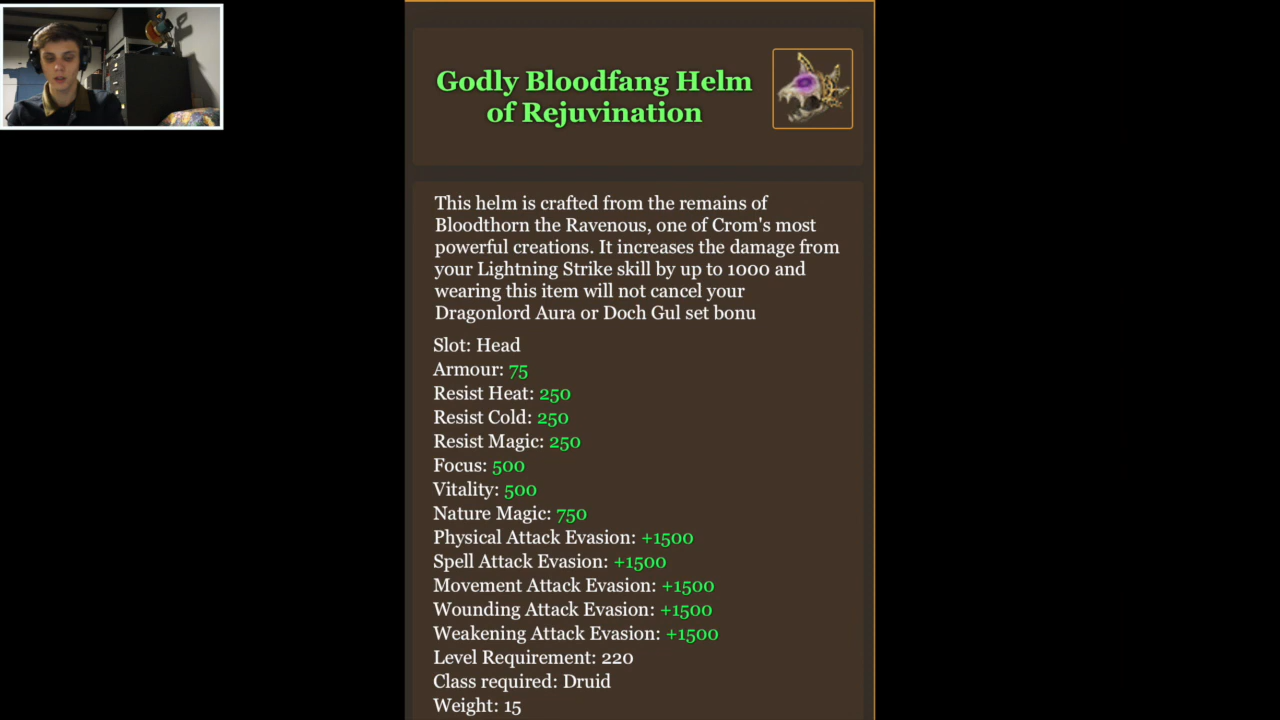 Godly Bloodfang Helm
of Rejuvination
This helm is crafted from the remains of
Bloodthorn the Ravenous, one of Crom's most
powerful creations. It increases the damage from
your Lightning Strike skill by up to 1000 and
wearing this item will not cancel your
Dragonlord Aura or Doch Gul set bonu
Slot: Head
Armour: 75
Resist Heat: 250
Resist Cold: 250
Resist Magic: 250
Focus: 500
Vitality: 500
Nature Magic: 750
Physical Attack Evasion: +1500
Spell Attack Evasion: +1500
Movement Attack Evasion: +1500
Wounding Attack Evasion: +1500
Weakening Attack Evasion: +1500
Level Requirement: 220
Class required: Druid
Weight: 15